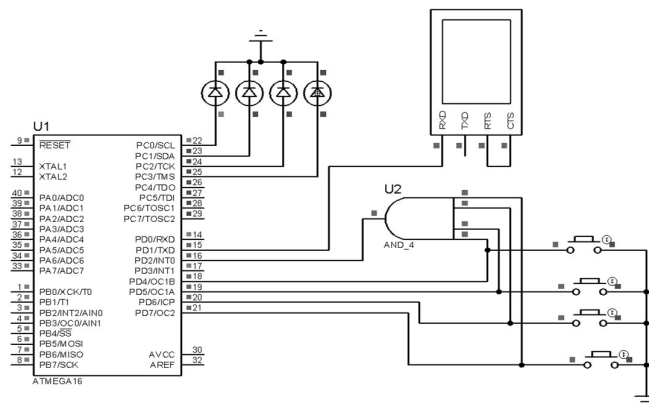 RXD
TXD
RTS
CTS
U1
9 RESET
13 XTAL1
12 XTAL2
40 PA0/ADC0
39 PA1/ADC1
38 PA2/ADC2
37 PA3/ADC3
36 PA4/ADC4
35 PA5/ADC5
34 PA6/ADC6
33 PA7/ADC7
1 PB0/XCK/T0
2 PB1/T1
3 PB2/INT2/AIN0
4 PB3/OC0/AIN1
5 PB4/SS
6 PB5/MOSI
7 PB6/MISO
8 PB7/SCK
PC0/SCL 22
PC1/SDA 23
PC2/TCK 24
PC3/TMS 25
PC4/TDO 26
PC5/TDI 27
PC6/TOSC1 28
PC7/TOSC2 29
PD0/RXD 14
PD1/TXD 15
PD2/INT0 16
PD3/INT1 17
PD4/OC1B 18
PD5/OC1A 19
PD6/ICP 20
PD7/OC2 21
AVCC 30
AREF 32
ATMEGA16
U2
AND_4